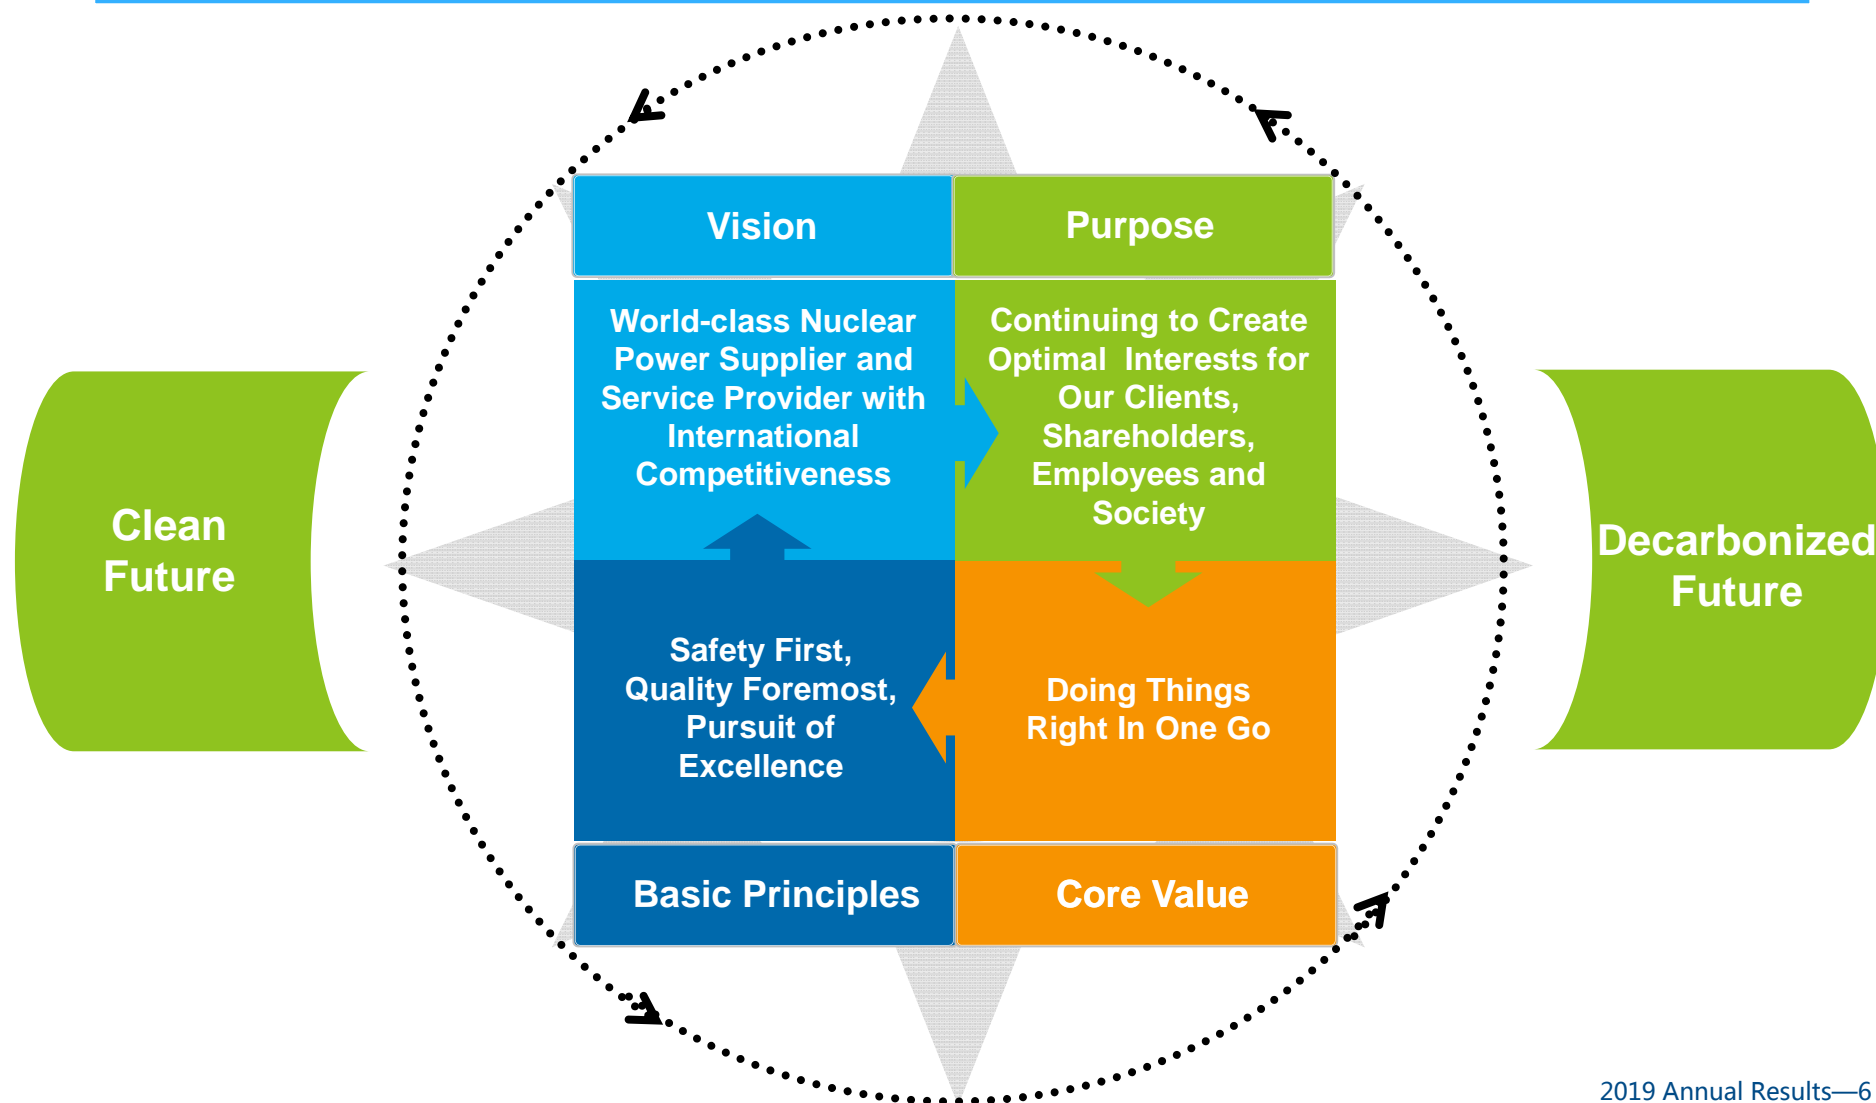 Vision
Purpose
World-class Nuclear
Power Supplier and
Service Provider with
International
Competitiveness
Continuing to Create
Optimal Interests for
Our Clients,
Shareholders,
Employees and
Society
Clean
Future
Decarbonized
Future
Safety First,
Quality Foremost,
Pursuit of
Excellence
Doing Things
Right In One Go
Basic Principles
Core Value
2019 Annual Results—6